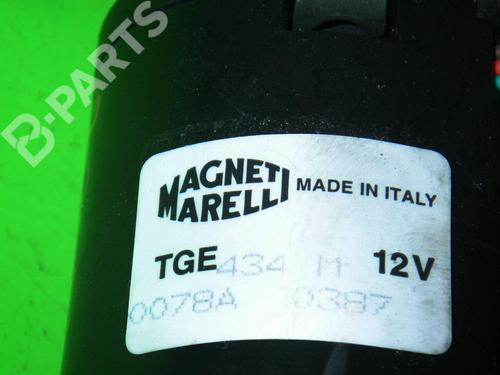 B-PARTS
MAGNETI
MARELLI
MADE IN ITALY
TGE 434 M 12V
0078A 0387